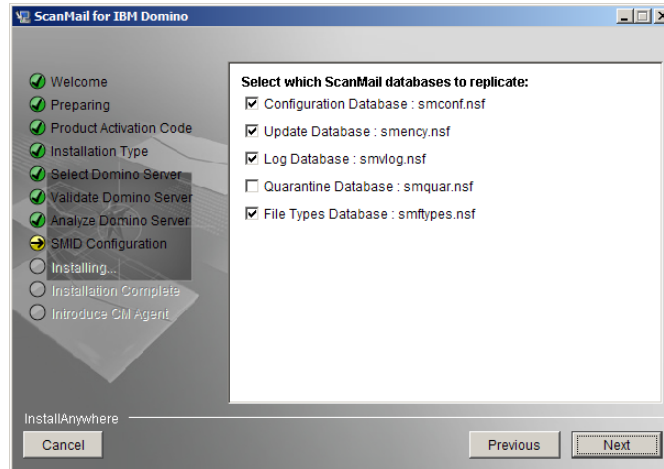 ScanMail for IBM Domino
Welcome
Preparing
Product Activation Code
Installation Type
Select Domino Server
Validate Domino Server
Analyze Domino Server
SMID Configuration
Installing...
Installation Complete
Introduce CM Agent
Select which ScanMail databases to replicate:
Configuration Database : smconf.nsf
Update Database : smency.nsf
Log Database : smvlog.nsf
Quarantine Database : smquar.nsf
File Types Database : smftypes.nsf
InstallAnywhere
Cancel
Previous
Next